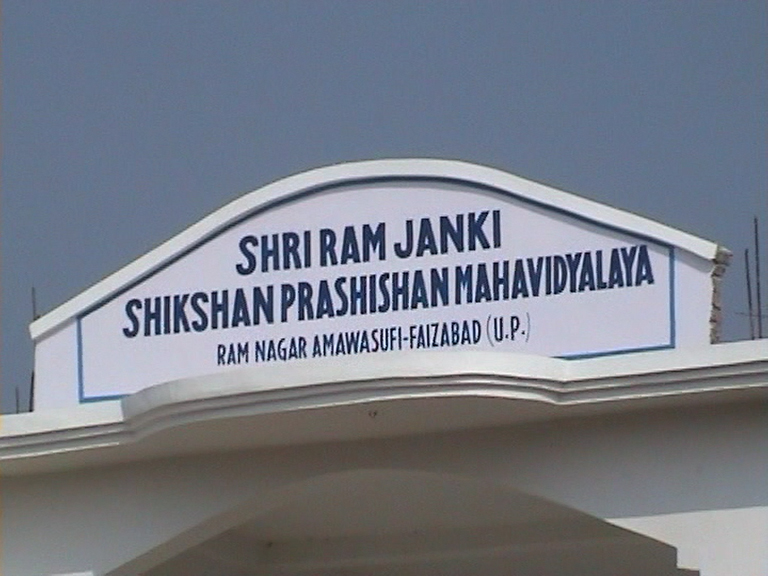 SHRI RAM JANKI
SHIKSHAN PRASHISHAN MAHAVIDYALAYA
RAM NAGAR AMAWASUFI-FAIZABAD (U.P.)